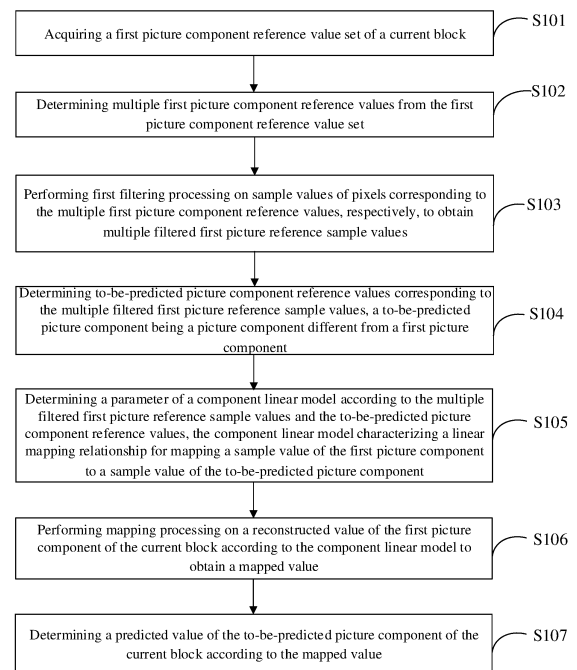 Acquiring a first picture component reference value set of a current block
S101
Determining multiple first picture component reference values from the first
picture component reference value set
S102
Performing first filtering processing on sample values of pixels corresponding to
the multiple first picture component reference values, respectively, to obtain
multiple filtered first picture reference sample values
S103
Determining to-be-predicted picture component reference values corresponding to
the multiple filtered first picture reference sample values, a to-be-predicted
picture component being a picture component different from a first picture
component
S104
Determining a parameter of a component linear model according to the multiple
filtered first picture reference sample values and the to-be-predicted picture
component reference values, the component linear model characterizing a linear
mapping relationship for mapping a sample value of the first picture component
to a sample value of the to-be-predicted picture component
S105
Performing mapping processing on a reconstructed value of the first picture
component of the current block according to the component linear model to
obtain a mapped value
S106
Determining a predicted value of the to-be-predicted picture component of the
current block according to the mapped value
S107